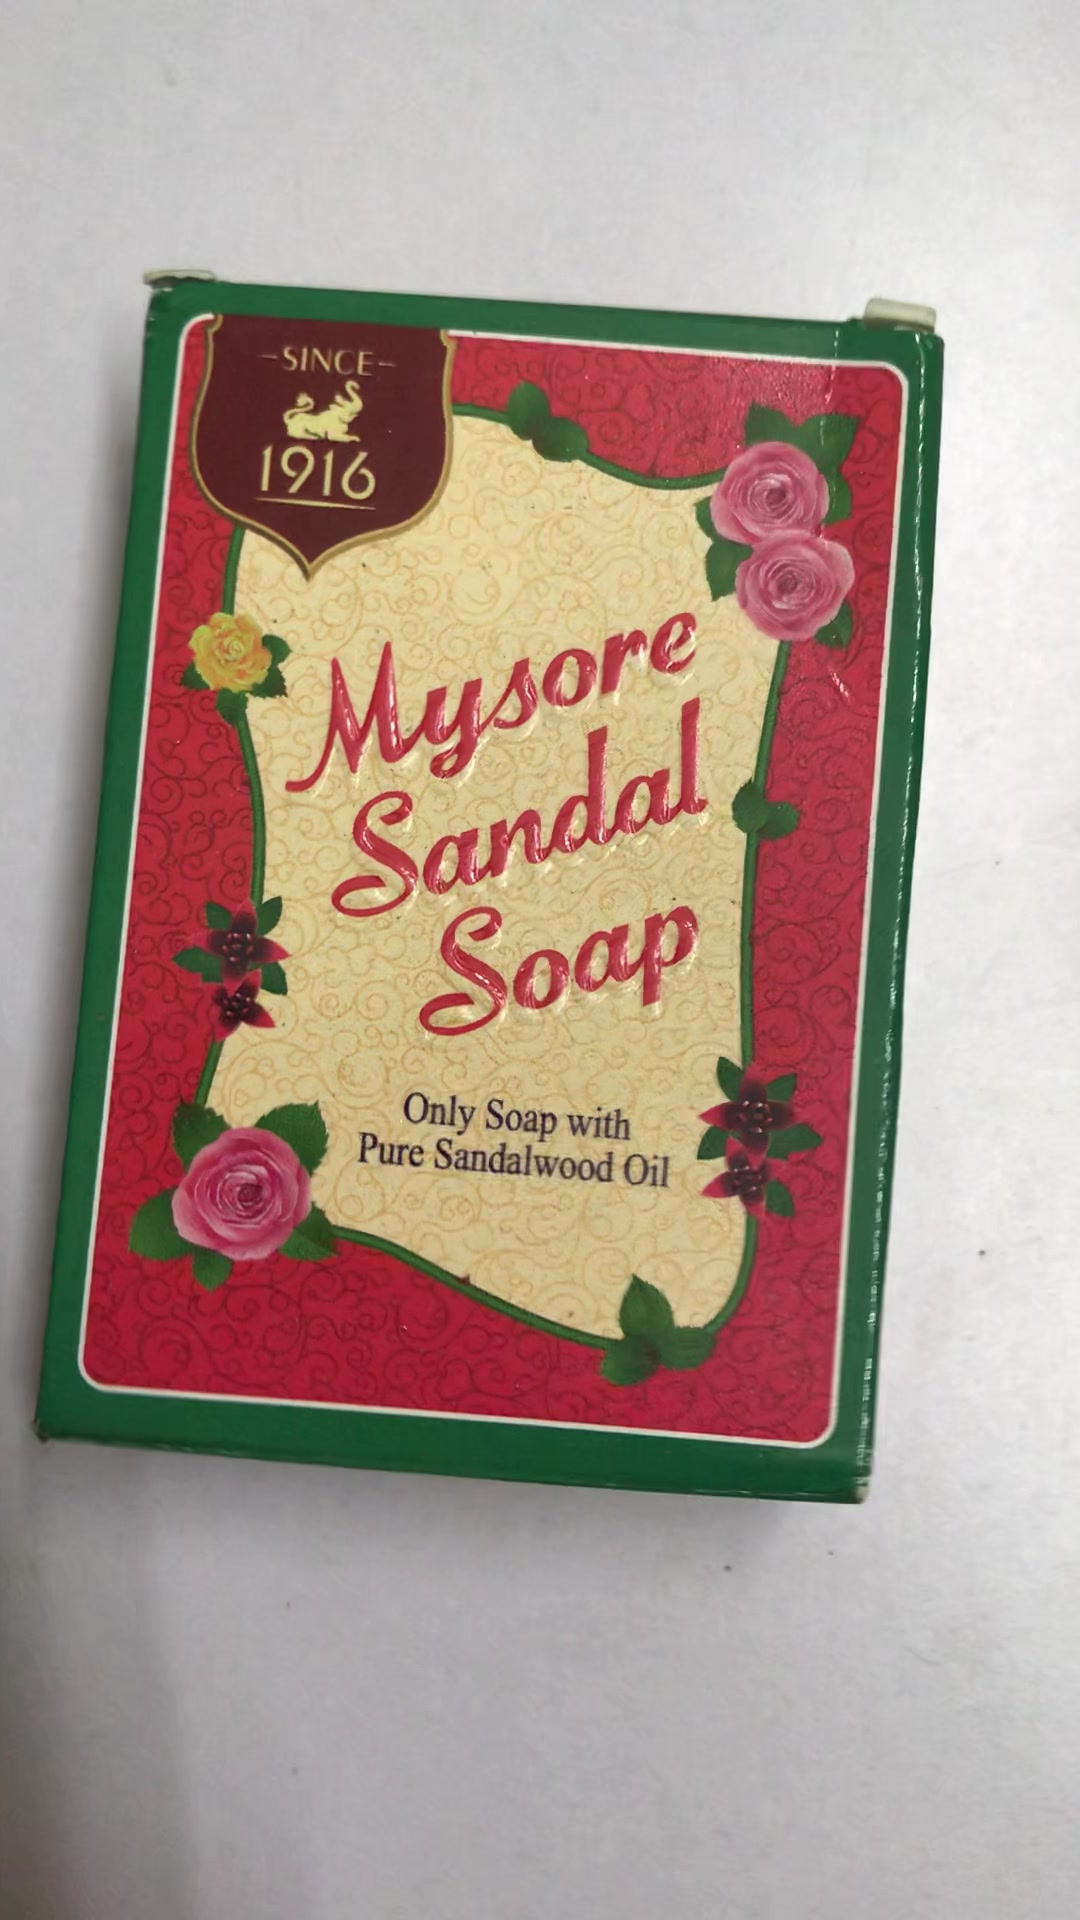 -SINCE-
1916
Mysore
Sandal
Soap
Only Soap with
Pure Sandalwood Oil